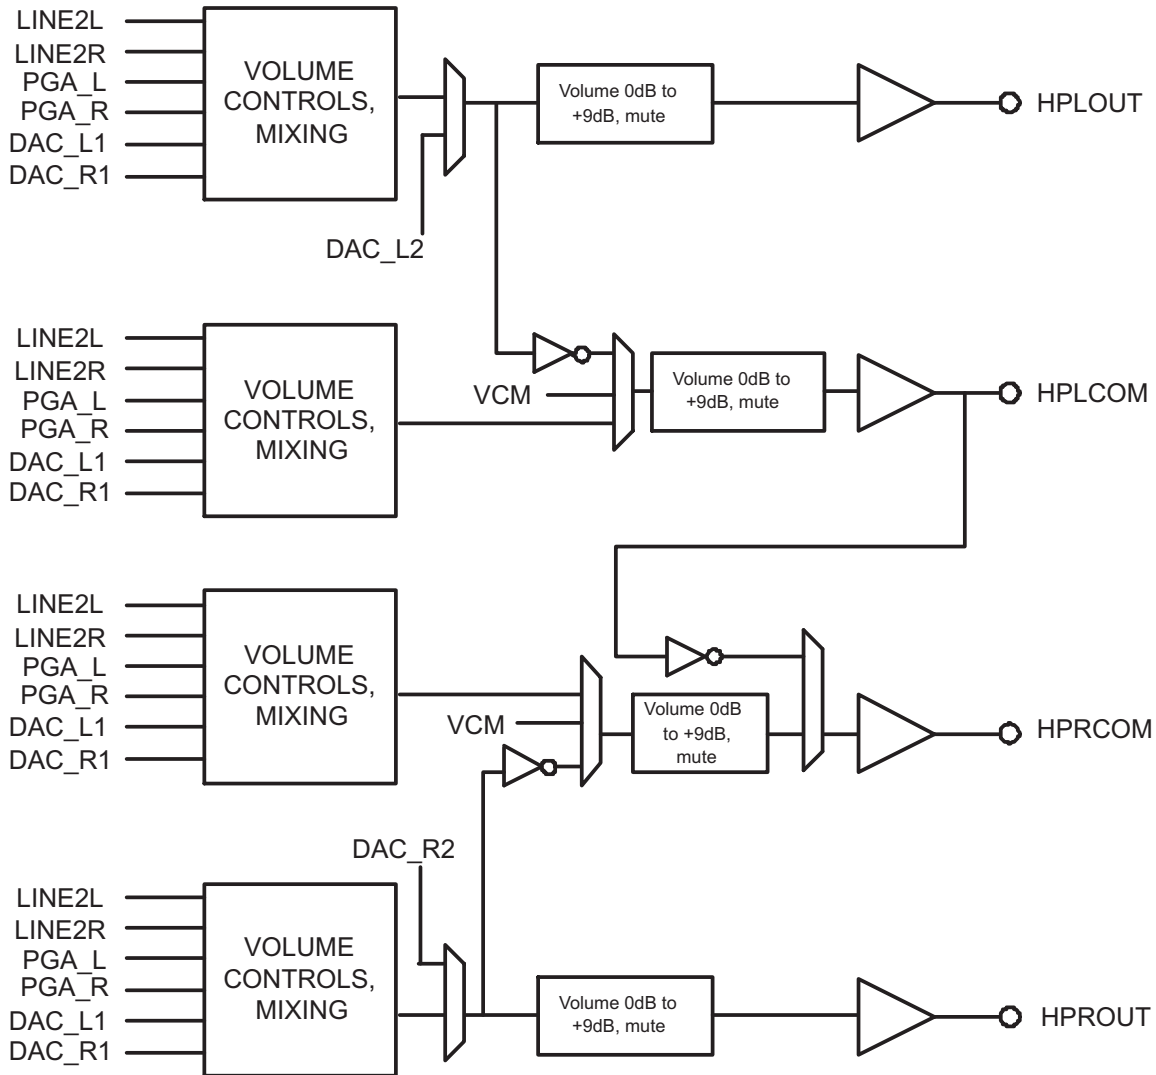 LINE2L
LINE2R
PGA_L
PGA_R
DAC_L1
DAC_R1
VOLUME
CONTROLS,
MIXING
DAC_L2
Volume 0dB to
+9dB, mute
HPLOUT
LINE2L
LINE2R
PGA_L
PGA_R
DAC_L1
DAC_R1
VOLUME
CONTROLS,
MIXING
VCM
Volume 0dB to
+9dB, mute
HPLCOM
LINE2L
LINE2R
PGA_L
PGA_R
DAC_L1
DAC_R1
VOLUME
CONTROLS,
MIXING
VCM
Volume 0dB
to +9dB,
mute
HPRCOM
DAC_R2
LINE2L
LINE2R
PGA_L
PGA_R
DAC_L1
DAC_R1
VOLUME
CONTROLS,
MIXING
Volume 0dB to
+9dB, mute
HPROUT